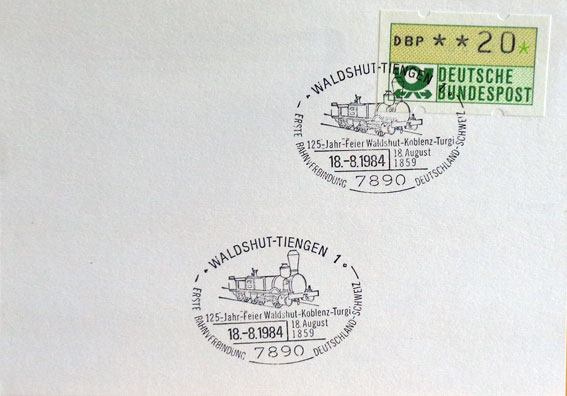 DBP **20*
DEUTSCHE
BUNDESPOST
WALDSHUT-TIENGEN 1
125-Jahr-Feier Waldshut-Koblenz-Turgi
18.-8.1984
18. August
1859
ERSTE BAHNVERBINDUNG 7890 DEUTSCHLAND-SCHWEIZ
WALDSHUT-TIENGEN 1
125-Jahr-Feier Waldshut-Koblenz-Turgi
18.-8.1984
18. August
1859
ERSTE BAHNVERBINDUNG 7890 DEUTSCHLAND-SCHWEIZ